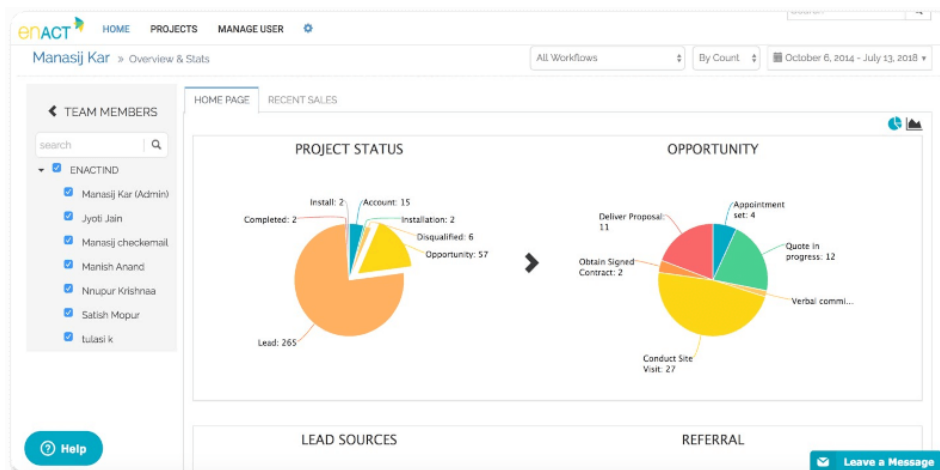 enACT
HOME PROJECTS MANAGE USER
Manasij Kar » Overview & Stats
All Workflows
By Count
October 6, 2014 - July 13, 2018
TEAM MEMBERS
search
ENACTIND
Manasij Kar (Admin)
Jyoti Jain
Manasij checkemail
Manish Anand
Nnupur Krishnaa
Satish Mopur
tulasi k
HOME PAGE RECENT SALES
PROJECT STATUS
Install: 2
Account: 15
Completed: 2
Installation: 2
Disqualified: 6
Opportunity: 57
Lead: 265
OPPORTUNITY
Appointment
set: 4
Deliver Proposal:
11
Quote in
progress: 12
Obtain Signed
Contract: 2
Verbal commi...
Conduct Site
Visit: 27
LEAD SOURCES
REFERRAL
Help
Leave a Message